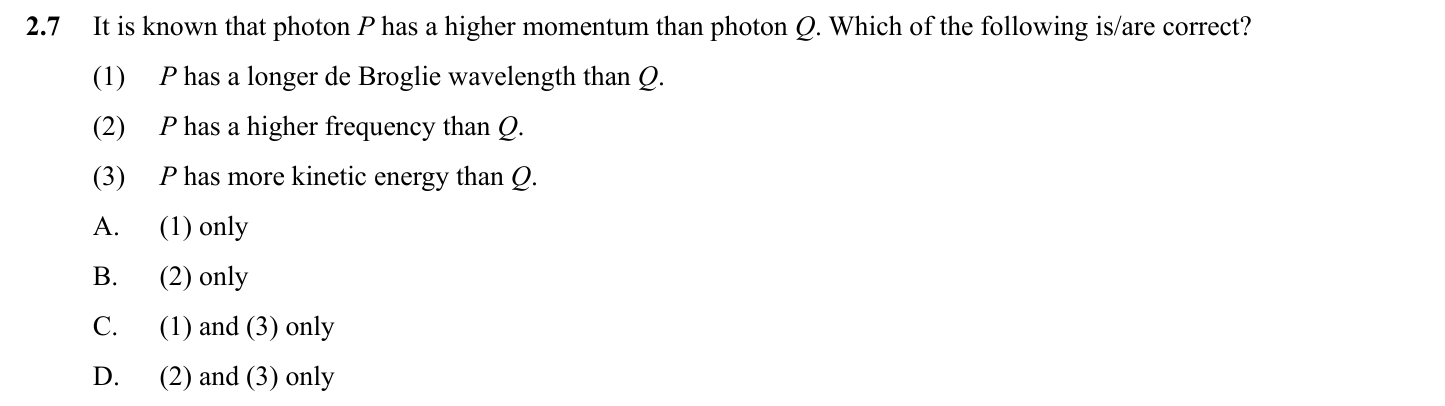 2.7 It is known that photon P has a higher momentum than photon Q. Which of the following is/are correct?
(1) P has a longer de Broglie wavelength than Q.
(2) P has a higher frequency than Q.
(3) P has more kinetic energy than Q.
A. (1) only
B. (2) only
C. (1) and (3) only
D. (2) and (3) only